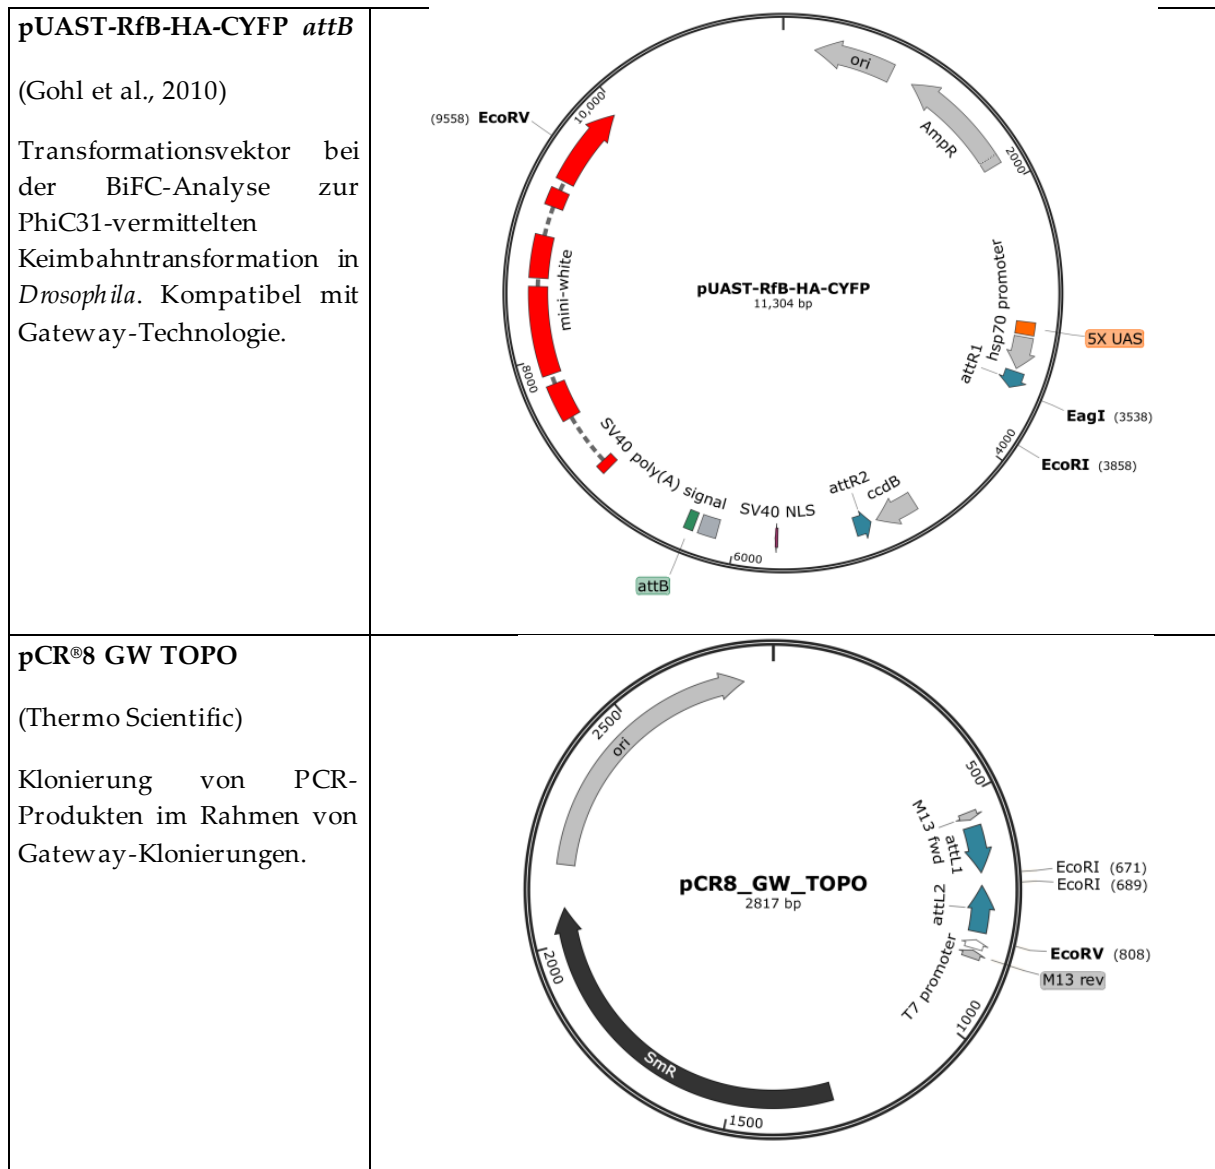 pUAST-RfB-HA-CYFP attB
(Gohl et al., 2010)
Transformationsvektor bei
der BiFC-Analyse zur
PhiC31-vermittelten
Keimbahntransformation in
Drosophila. Kompatibel mit
Gateway-Technologie.
ori
AmpR
2000
10,000
(9558) EcoRV
mini-white
pUAST-RfB-HA-CYFP
11,304 bp
hsp70 promoter
5X UAS
attR1
EagI (3538)
4000
EcoRI (3858)
8000
SV40 poly(A) signal
SV40 NLS
attR2
ccdB
6000
attB
pCR®8 GW TOPO
(Thermo Scientific)
Klonierung von PCR-
Produkten im Rahmen von
Gateway-Klonierungen.
2500
ori
500
M13 fwd
attL1
EcoRI (671)
EcoRI (689)
pCR8_GW_TOPO
2817 bp
attL2
EcoRV (808)
T7 promoter
M13 rev
2000
1000
SmR
1500